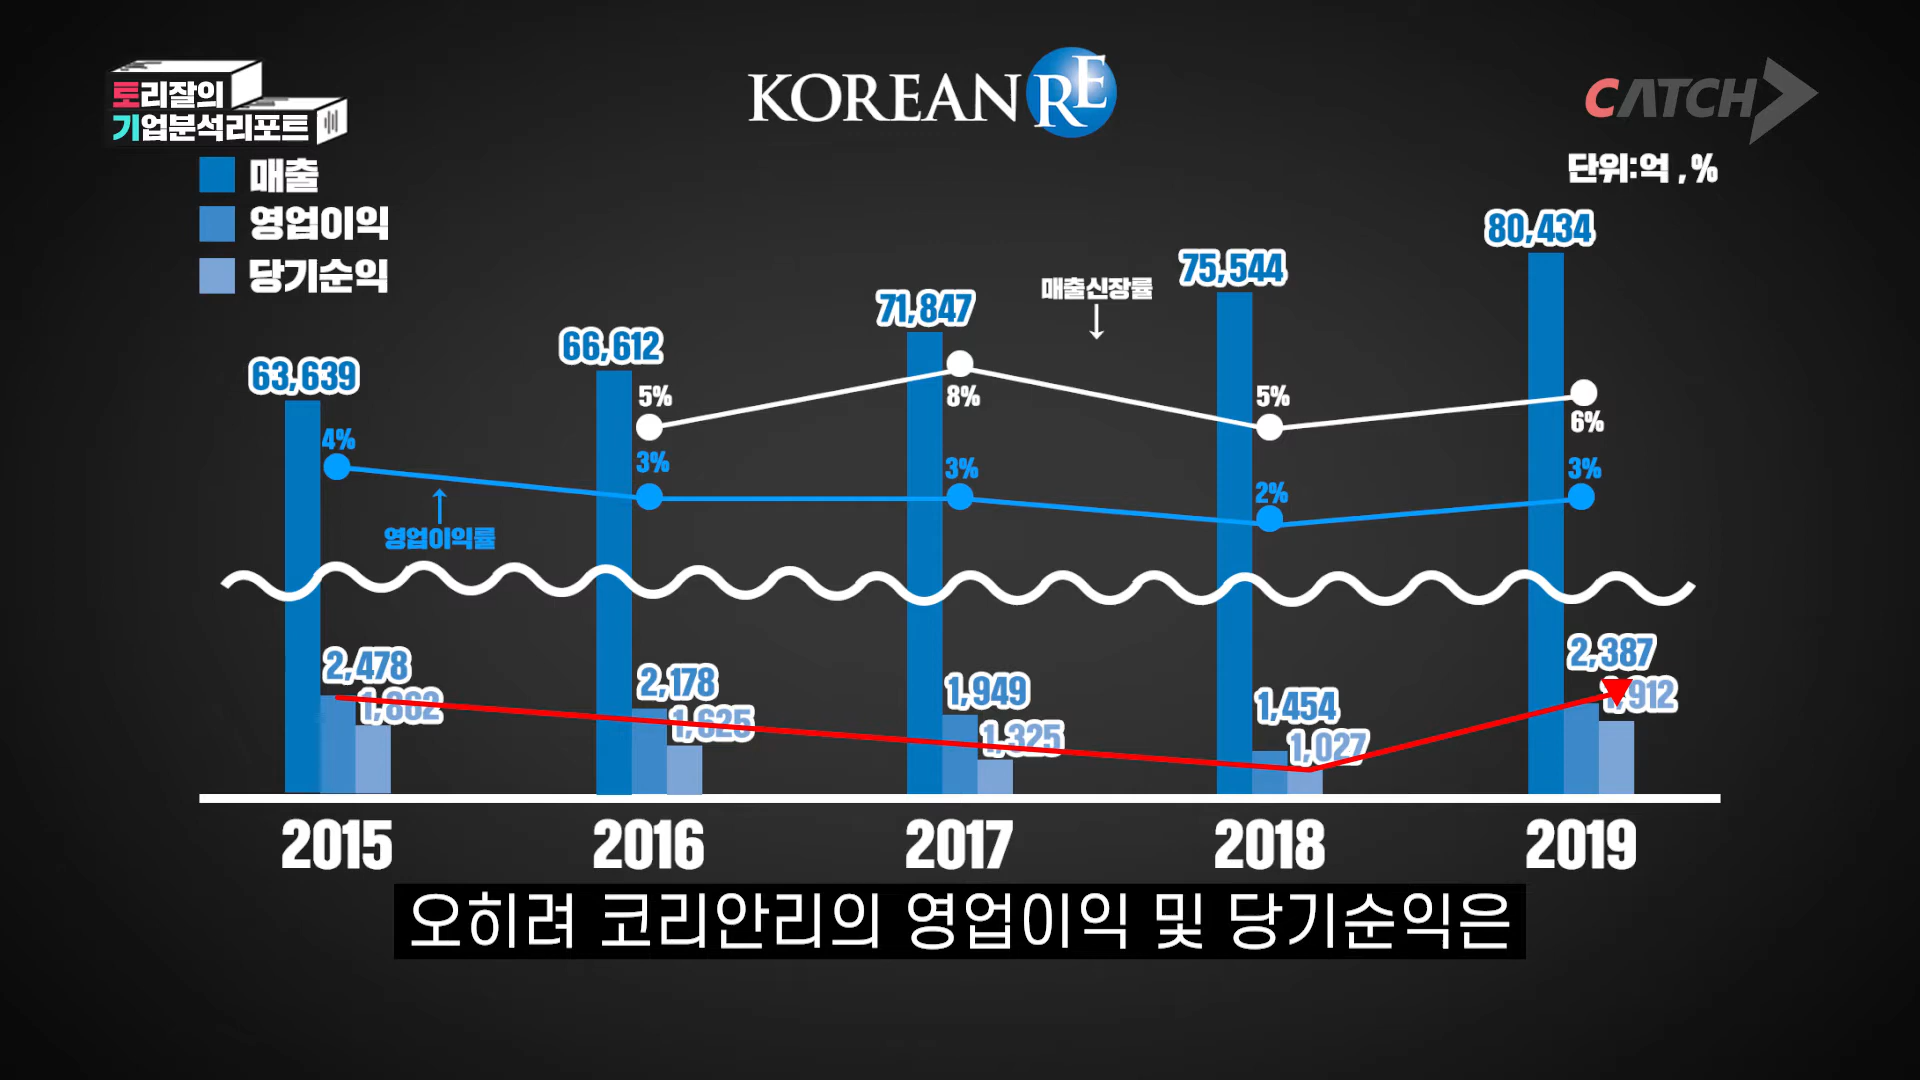 토리잘의
기업분석리포트
KOREAN RE
CATCH
단위:억 , %
매출
영업이익
당기순익
63,639
66,612
71,847
75,544
80,434
매출신장률
5%
8%
5%
6%
4%
3%
3%
2%
3%
영업이익률
2,478
2,178
1,625
1,949
1,325
1,454
1,027
2,387
2015
2016
2017
2018
2019
오히려 코리안리의 영업이익 및 당기순익은